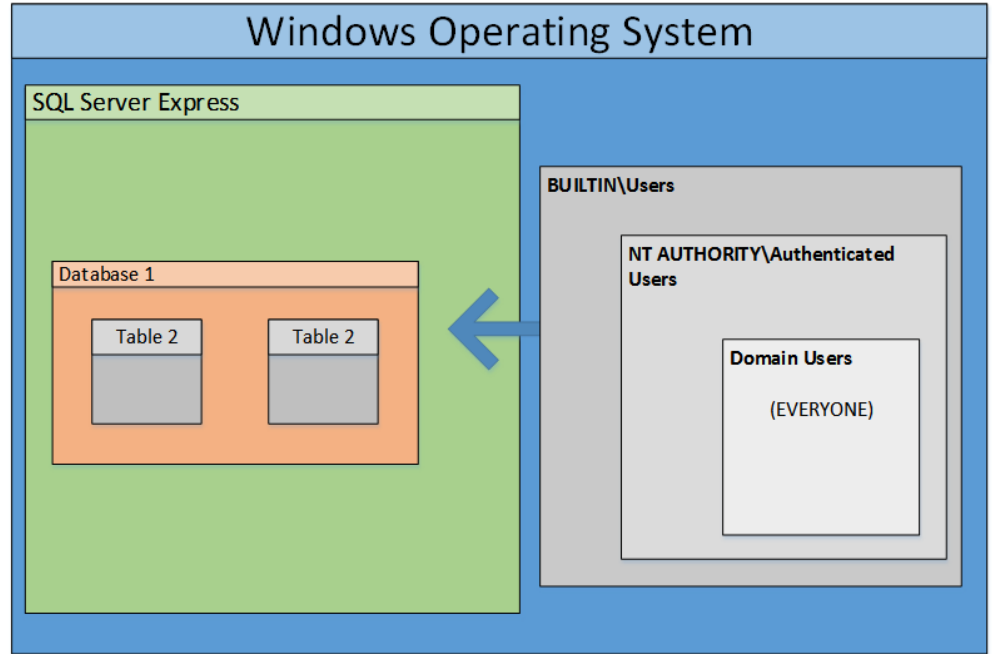 Windows Operating System
SQL Server Express
BUILTIN\Users
NT AUTHORITY\Authenticated
Users
Database 1
Table 2
Table 2
Domain Users
(EVERYONE)